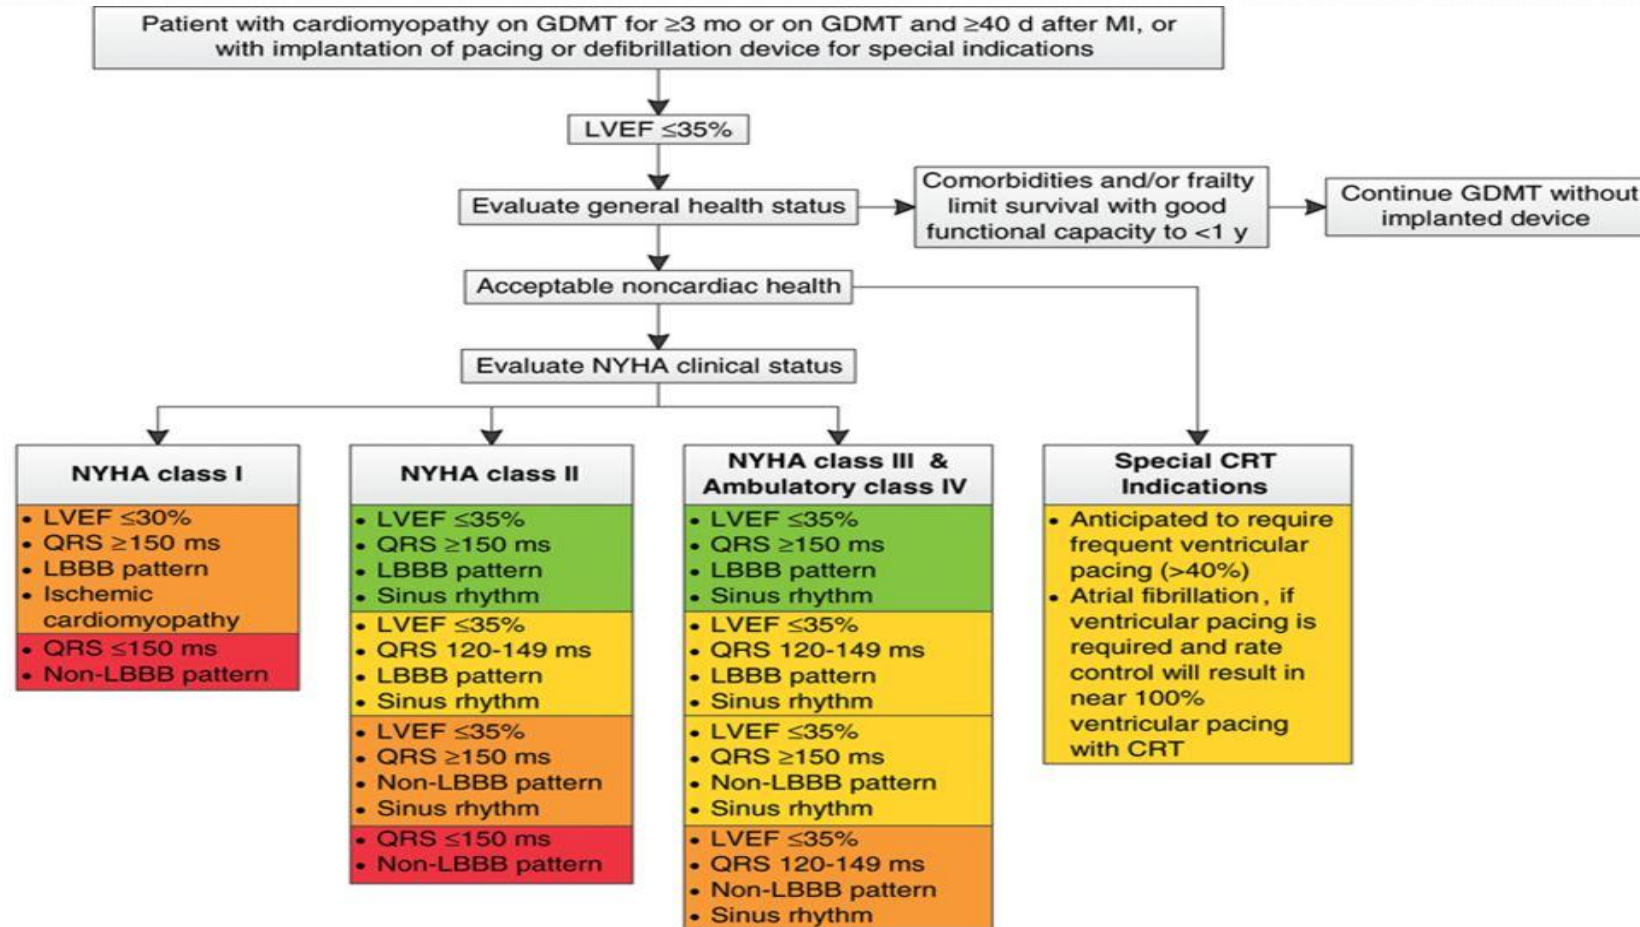 Patient with cardiomyopathy on GDMT for ≥3 mo or on GDMT and ≥40 d after MI, or
with implantation of pacing or defibrillation device for special indications
LVEF ≤35%
Evaluate general health status
Comorbidities and/or frailty
limit survival with good
functional capacity to <1 y
Continue GDMT without
implanted device
Acceptable noncardiac health
Evaluate NYHA clinical status
NYHA class I
• LVEF ≤30%
• QRS ≥150 ms
• LBBB pattern
• Ischemic
cardiomyopathy
• QRS ≤150 ms
• Non-LBBB pattern
NYHA class II
• LVEF ≤35%
• QRS ≥150 ms
• LBBB pattern
• Sinus rhythm
• LVEF ≤35%
• QRS 120-149 ms
• LBBB pattern
• Sinus rhythm
• LVEF ≤35%
• QRS ≥150 ms
• Non-LBBB pattern
• Sinus rhythm
• QRS ≤150 ms
• Non-LBBB pattern
NYHA class III &
Ambulatory class IV
• LVEF ≤35%
• QRS ≥150 ms
• LBBB pattern
• Sinus rhythm
• LVEF ≤35%
• QRS 120-149 ms
• LBBB pattern
• Sinus rhythm
• LVEF ≤35%
• QRS ≥150 ms
• Non-LBBB pattern
• Sinus rhythm
• LVEF ≤35%
• QRS 120-149 ms
• Non-LBBB pattern
• Sinus rhythm
Special CRT
Indications
• Anticipated to require
frequent ventricular
pacing (>40%)
• Atrial fibrillation, if
ventricular pacing is
required and rate
control will result in
near 100%
ventricular pacing
with CRT